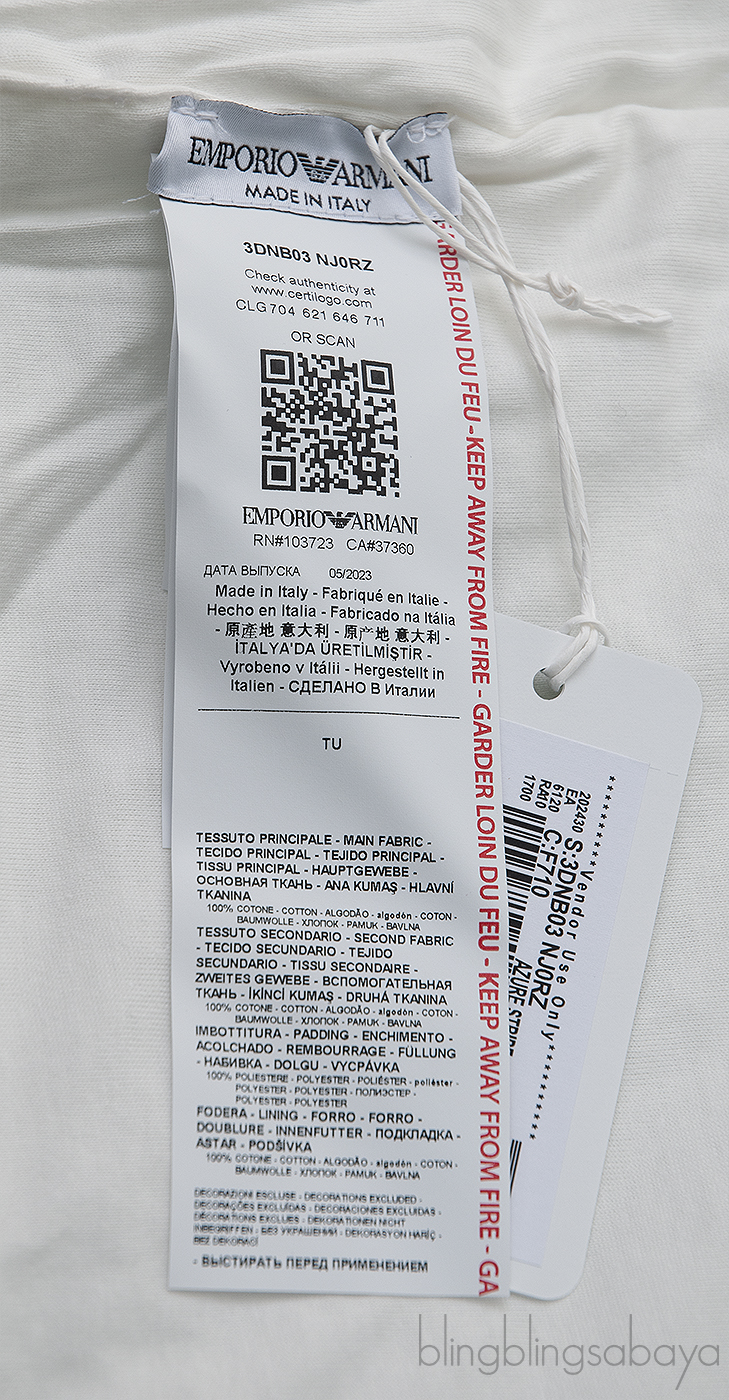 EMPORIO ARMANI
MADE IN ITALY
3DNB03 NJ0RZ
Check authenticity at
www.certilogo.com
CLG704 621 646 711
OR SCAN
EMPORIO ARMANI
RN#103723 CA#37360
ДАТА ВЫПУСКА 05/2023
Made in Italy - Fabriqué en Italie -
Hecho en Italia - Fabricado na Itália
- 原產地 意大利 - 原产地 意大利 -
İTALYA'DA ÜRETİLMİŞTİR -
Vyrobeno v Itálii - Hergestellt in
Italien - СДЕЛАНО В Италии
TU
TESSUTO PRINCIPALE - MAIN FABRIC -
TECIDO PRINCIPAL - TEJIDO PRINCIPAL -
TISSU PRINCIPAL - HAUPTGEWEBE -
ОСНОВНАЯ ТКАНЬ - ANA KUMAŞ - HLAVNÍ
TKANINA
100% COTONE - COTTON - ALGODÃO - algodón - COTON -
BAUMWOLLE - ХЛОПОК - PAMUK - BAVLNA
TESSUTO SECONDARIO - SECOND FABRIC
- TECIDO SECUNDARIO - TEJIDO
SECUNDARIO - TISSU SECONDAIRE -
ZWEITES GEWEBE - ВСПОМОГАТЕЛЬНАЯ
ТКАНЬ - İKİNCİ KUMAŞ - DRUHÁ TKANINA
100% COTONE - COTTON - ALGODÃO - algodón - COTON -
BAUMWOLLE - ХЛОПОК - PAMUK - BAVLNA
IMBOTTITURA - PADDING - ENCHIMENTO -
ACOLCHADO - REMBOURRAGE - FÜLLUNG
- НАБИВКА - DOLGU - VYCPÁVKA
100% POLIESTERE - POLYESTER - POLIÉSTER - poliéster -
POLYESTER - POLYESTER - ПОЛИЭСТЕР -
POLYESTER - POLYESTER
FODERA - LINING - FORRO - FORRO -
DOUBLURE - INNENFUTTER - ПОДКЛАДКА -
ASTAR - PODŠÍVKA
100% COTONE - COTTON - ALGODÃO - algodón - COTON -
BAUMWOLLE - ХЛОПОК - PAMUK - BAVLNA
DECORAZIONI ESCLUSE - DECORATIONS EXCLUDED -
DECORAÇÕES EXCLUÍDAS - DECORACIONES EXCLUIDAS -
DÉCORATIONS EXCLUES - DEKORATIONEN NICHT
INBEGRIFFEN - БЕЗ УКРАШЕНИЙ - DEKORASYON HARİÇ -
BEZ DEKORACÍ
- ВЫСТИРАТЬ ПЕРЕД ПРИМЕНЕНИЕМ
GARDER LOIN DU FEU - KEEP AWAY FROM FIRE - GARDER LOIN DU FEU - KEEP AWAY FROM FIRE - GA
***********Vendor Use Only***********
202430 S:3DNB03 NJ0RZ
EA C:F710
6120 AZURE
1700
blingblingsabaya